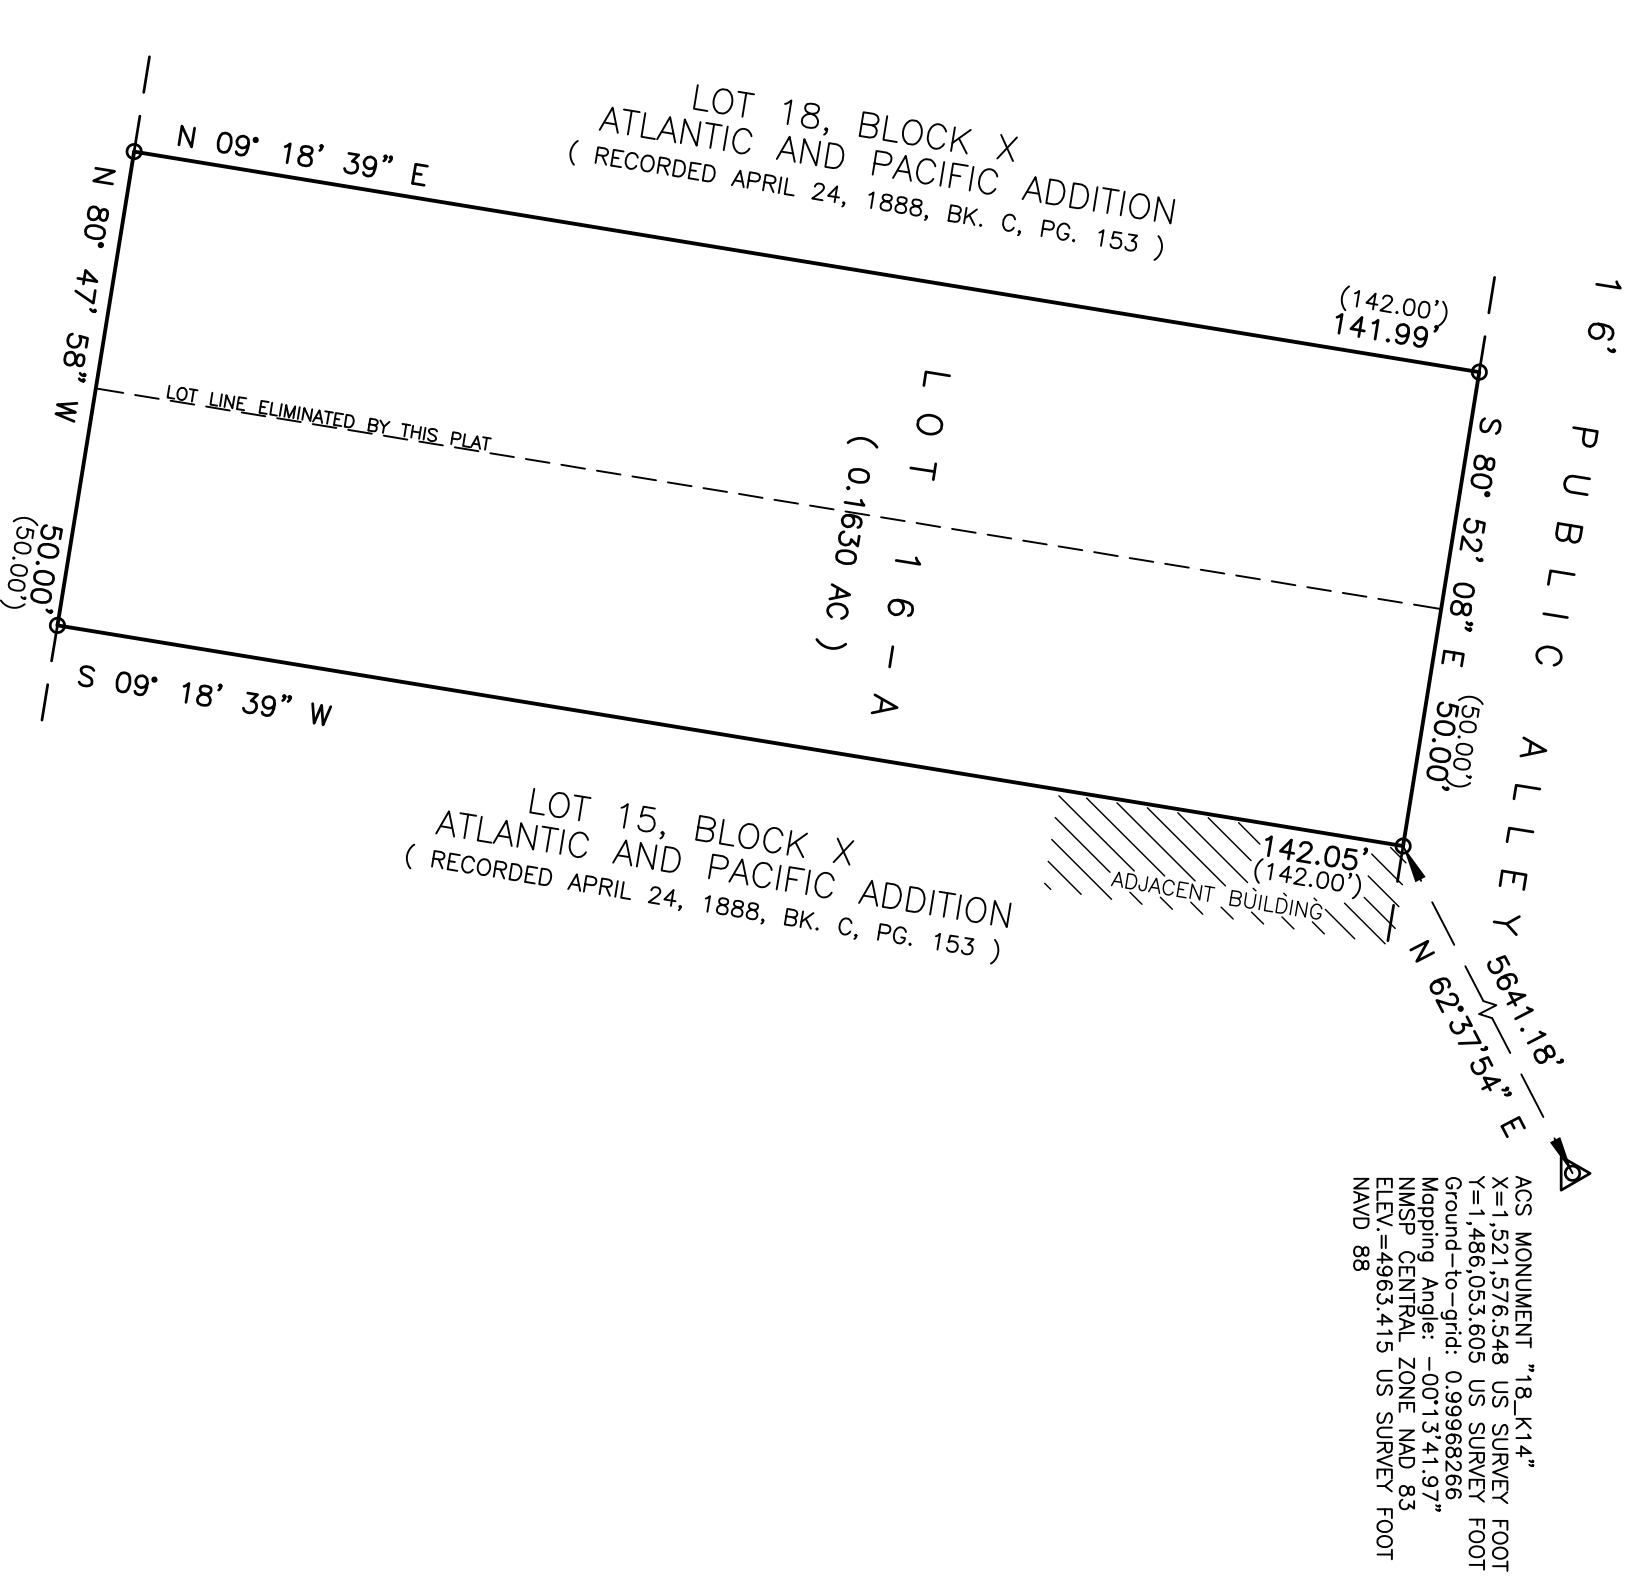 LOT 18, BLOCK X
ATLANTIC AND PACIFIC ADDITION
( RECORDED APRIL 24, 1888, BK. C, PG. 153 )
N 09° 18' 39" E
(142.00')
141.99'
16' PUBLIC ALLEY
S 80° 52' 08" E
50.00'
(50.00')
N 80° 47' 58" W
50.00'
(50.00')
LOT LINE ELIMINATED BY THIS PLAT
LOT 16-A
( 0.1630 AC )
S 09° 18' 39" W
142.05'
(142.00')
ADJACENT BUILDING
LOT 15, BLOCK X
ATLANTIC AND PACIFIC ADDITION
( RECORDED APRIL 24, 1888, BK. C, PG. 153 )
5641.18'
N 62°37'54" E
ACS MONUMENT "18_K14"
X=1,521,576.548 US SURVEY FOOT
Y=1,486,053.605 US SURVEY FOOT
Ground-to-grid: 0.99968266
Mapping Angle: -00°13'41.97"
NMSP CENTRAL ZONE NAD 83
ELEV.=4963.415 US SURVEY FOOT
NAVD 88